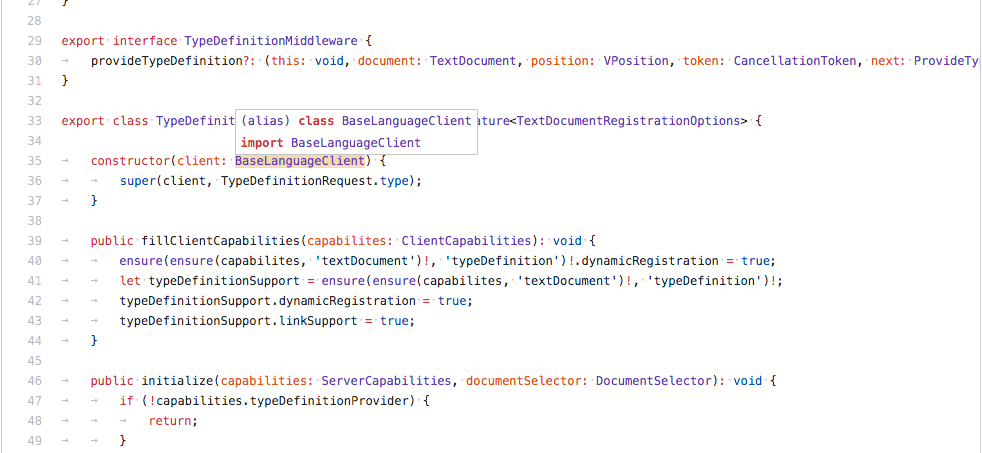 27 }
28
29 export interface TypeDefinitionMiddleware {
30 → provideTypeDefinition?: (this: void, document: TextDocument, position: VPosition, token: CancellationToken, next: ProvideTy
31 }
32
33 export class TypeDefinit ature<TextDocumentRegistrationOptions> {
(alias) class BaseLanguageClient
import BaseLanguageClient
34
35 → constructor(client: BaseLanguageClient) {
36 → → super(client, TypeDefinitionRequest.type);
37 → }
38
39 → public fillClientCapabilities(capabilites: ClientCapabilities): void {
40 → → ensure(ensure(capabilites, 'textDocument')!, 'typeDefinition')!.dynamicRegistration = true;
41 → → let typeDefinitionSupport = ensure(ensure(capabilites, 'textDocument')!, 'typeDefinition')!;
42 → → typeDefinitionSupport.dynamicRegistration = true;
43 → → typeDefinitionSupport.linkSupport = true;
44 → }
45
46 → public initialize(capabilities: ServerCapabilities, documentSelector: DocumentSelector): void {
47 → → if (!capabilities.typeDefinitionProvider) {
48 → → → return;
49 → → }